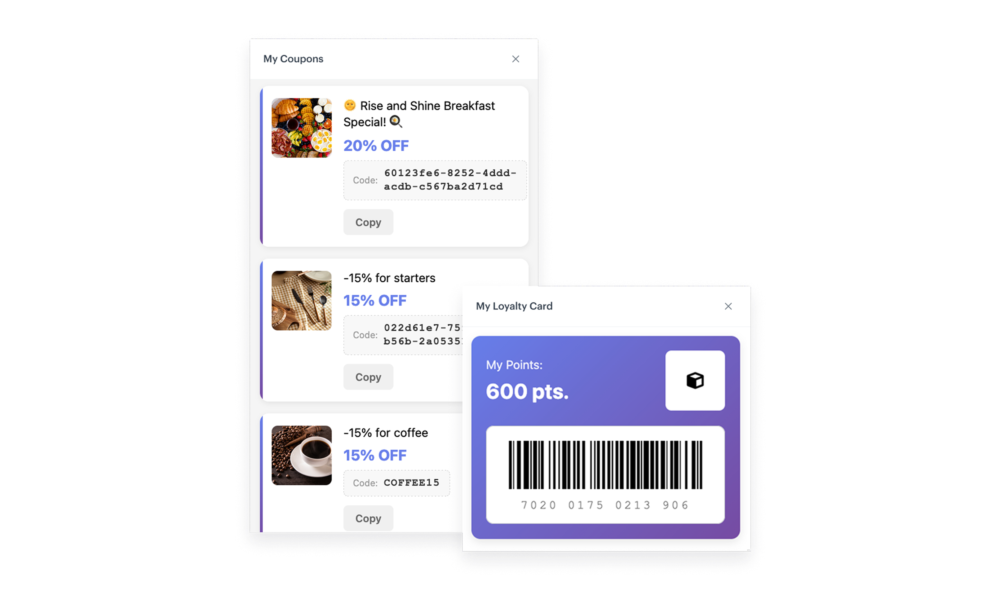 My Coupons
🌞 Rise and Shine Breakfast
Special! 🍳
20% OFF
Code:
60123fe6-8252-4ddd-
acdb-c567ba2d71cd
Copy
-15% for starters
15% OFF
Code:
022d61e7-75
b56b-2a0535
Copy
-15% for coffee
15% OFF
Code: COFFEE15
Copy
My Loyalty Card
My Points:
600 pts.
7020 0175 0213 906